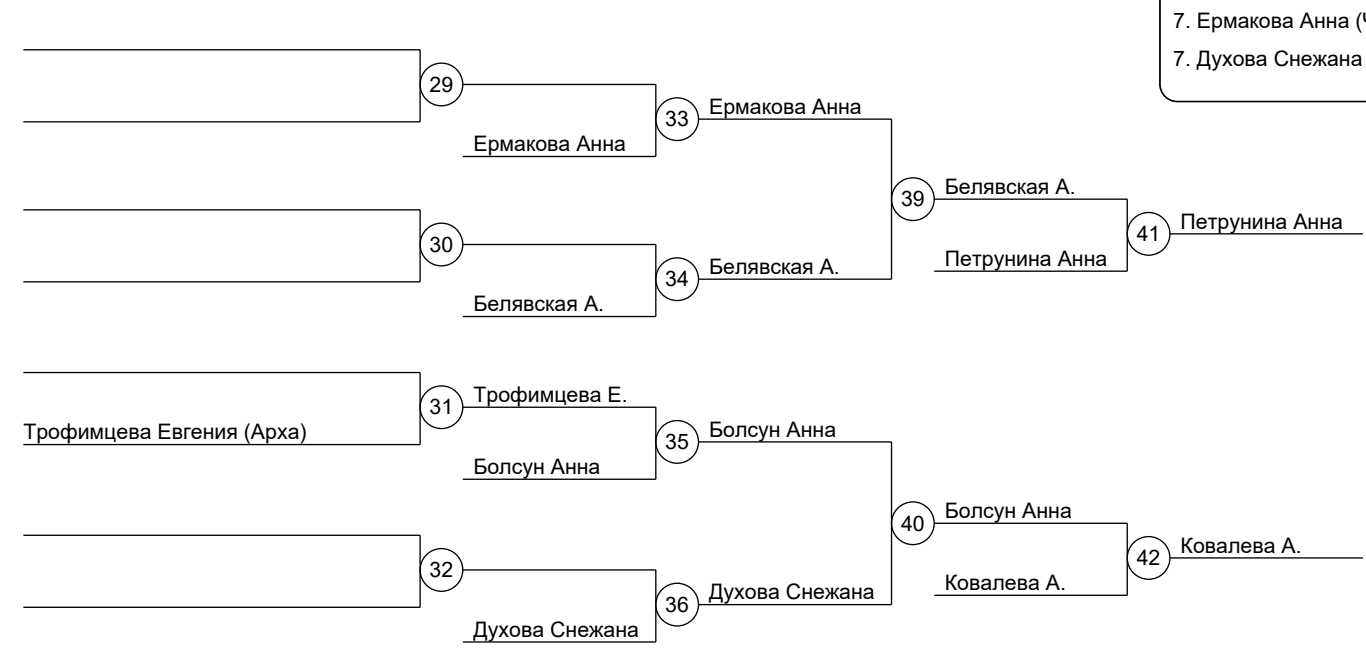 7. Ермакова Анна (
7. Духова Снежана
29
Ермакова Анна
33
Ермакова Анна
Белявская А.
39
Петрунина Анна
41
Белявская А.
30
Петрунина Анна
34
Белявская А.
Трофимцева Е.
31
Трофимцева Евгения (Арха)
Болсун Анна
35
Болсун Анна
Болсун Анна
40
Ковалева А.
42
32
Ковалева А.
Духова Снежана
36
Духова Снежана